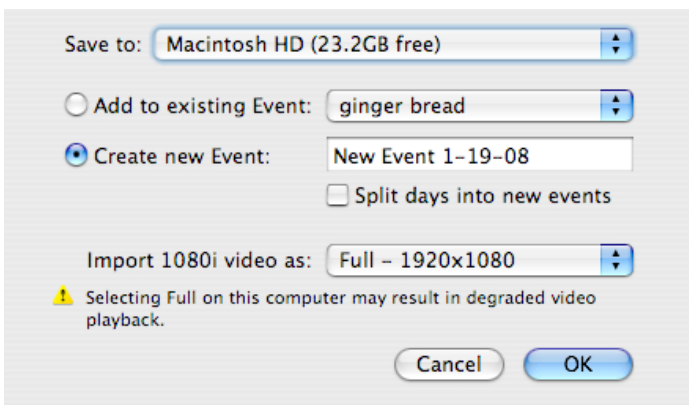 Save to: Macintosh HD (23.2GB free)
Add to existing Event: ginger bread
Create new Event: New Event 1-19-08
Split days into new events
Import 1080i video as: Full - 1920x1080
Selecting Full on this computer may result in degraded video
playback.
Cancel OK